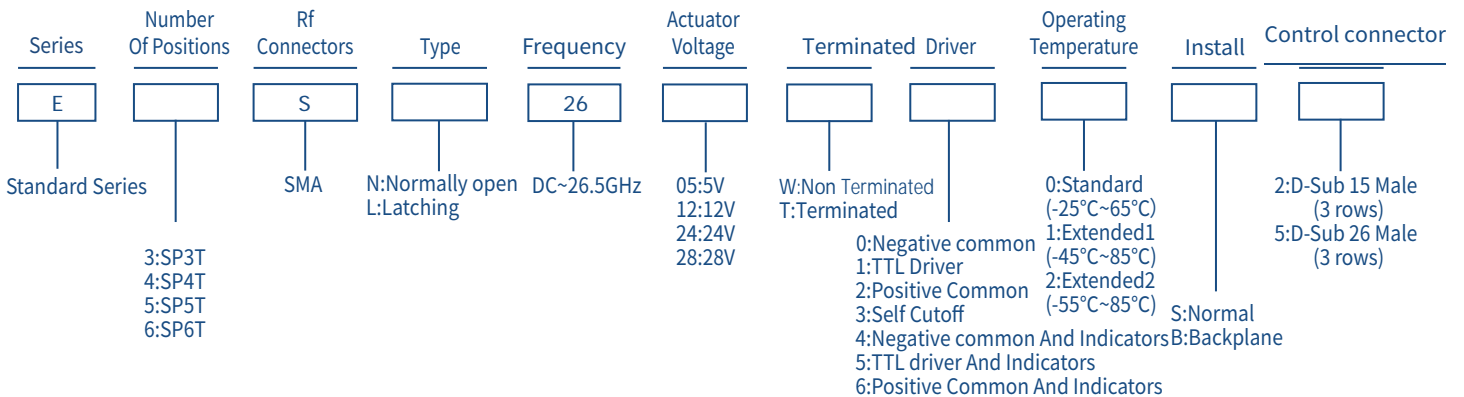 Series
Number
Of Positions
Rf
Connectors
Type
Frequency
Actuator
Voltage
Terminated
Driver
Operating
Temperature
Install
Control connector
E
S
26
Standard Series
3:SP3T
4:SP4T
5:SP5T
6:SP6T
SMA
N:Normally open
L:Latching
DC~26.5GHz
05:5V
12:12V
24:24V
28:28V
W:Non Terminated
T:Terminated
0:Negative common
1:TTL Driver
2:Positive Common
3:Self Cutoff
4:Negative common And Indicators
5:TTL driver And Indicators
6:Positive Common And Indicators
0:Standard
(-25°C~65°C)
1:Extended1
(-45°C~85°C)
2:Extended2
(-55°C~85°C)
S:Normal
B:Backplane
2:D-Sub 15 Male
(3 rows)
5:D-Sub 26 Male
(3 rows)